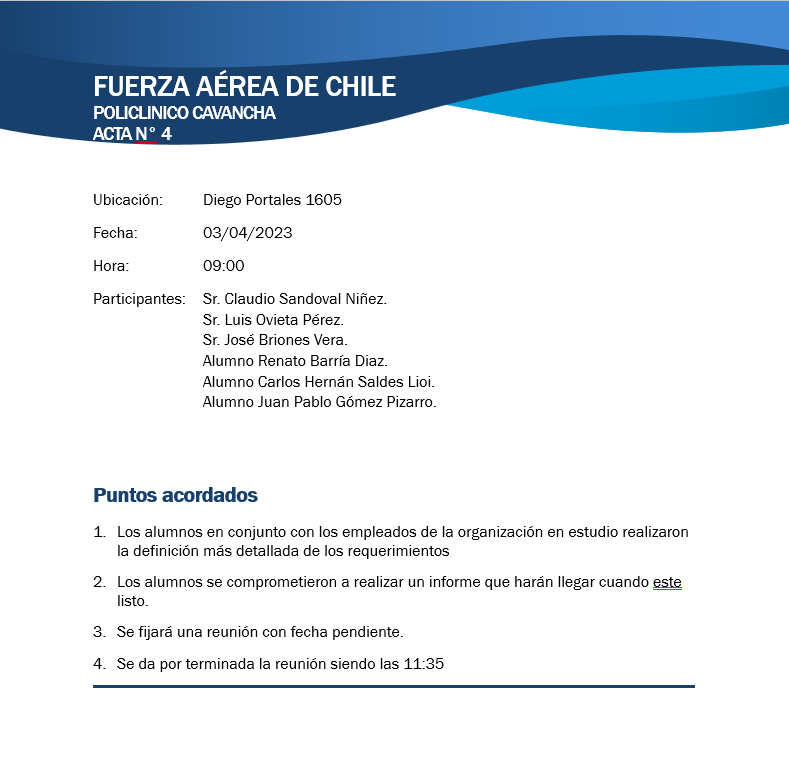 FUERZA AÉREA DE CHILE
POLICLINICO CAVANCHA
ACTA N° 4
Ubicación: Diego Portales 1605
Fecha: 03/04/2023
Hora: 09:00
Participantes: Sr. Claudio Sandoval Niñez.
Sr. Luis Ovieta Pérez.
Sr. José Briones Vera.
Alumno Renato Barría Diaz.
Alumno Carlos Hernán Saldes Lioi.
Alumno Juan Pablo Gómez Pizarro.
Puntos acordados
1. Los alumnos en conjunto con los empleados de la organización en estudio realizaron
la definición más detallada de los requerimientos
2. Los alumnos se comprometieron a realizar un informe que harán llegar cuando este
listo.
3. Se fijará una reunión con fecha pendiente.
4. Se da por terminada la reunión siendo las 11:35